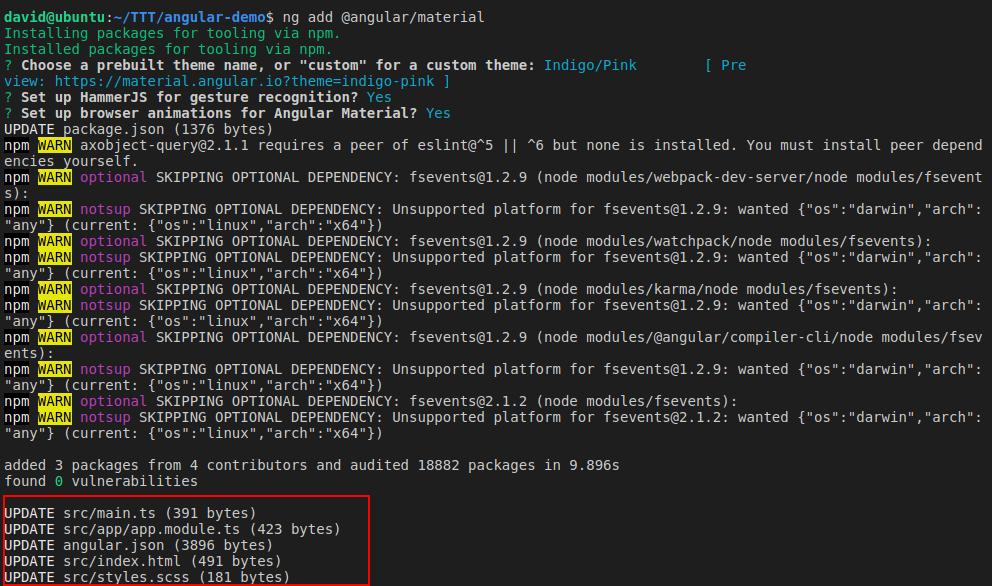 david@ubuntu:~/TTT/angular-demo$ ng add @angular/material
Installing packages for tooling via npm.
Installed packages for tooling via npm.
? Choose a prebuilt theme name, or "custom" for a custom theme: Indigo/Pink        [ Pre
view: https://material.angular.io?theme=indigo-pink ]
? Set up HammerJS for gesture recognition? Yes
? Set up browser animations for Angular Material? Yes
UPDATE package.json (1376 bytes)
npm WARN axobject-query@2.1.1 requires a peer of eslint@^5 || ^6 but none is installed. You must install peer depend
encies yourself.
npm WARN optional SKIPPING OPTIONAL DEPENDENCY: fsevents@1.2.9 (node modules/webpack-dev-server/node modules/fsevent
s):
npm WARN notsup SKIPPING OPTIONAL DEPENDENCY: Unsupported platform for fsevents@1.2.9: wanted {"os":"darwin","arch":
"any"} (current: {"os":"linux","arch":"x64"})
npm WARN optional SKIPPING OPTIONAL DEPENDENCY: fsevents@1.2.9 (node modules/watchpack/node modules/fsevents):
npm WARN notsup SKIPPING OPTIONAL DEPENDENCY: Unsupported platform for fsevents@1.2.9: wanted {"os":"darwin","arch":
"any"} (current: {"os":"linux","arch":"x64"})
npm WARN optional SKIPPING OPTIONAL DEPENDENCY: fsevents@1.2.9 (node modules/karma/node modules/fsevents):
npm WARN notsup SKIPPING OPTIONAL DEPENDENCY: Unsupported platform for fsevents@1.2.9: wanted {"os":"darwin","arch":
"any"} (current: {"os":"linux","arch":"x64"})
npm WARN optional SKIPPING OPTIONAL DEPENDENCY: fsevents@1.2.9 (node modules/@angular/compiler-cli/node modules/fsev
ents):
npm WARN notsup SKIPPING OPTIONAL DEPENDENCY: Unsupported platform for fsevents@1.2.9: wanted {"os":"darwin","arch":
"any"} (current: {"os":"linux","arch":"x64"})
npm WARN optional SKIPPING OPTIONAL DEPENDENCY: fsevents@2.1.2 (node modules/fsevents):
npm WARN notsup SKIPPING OPTIONAL DEPENDENCY: Unsupported platform for fsevents@2.1.2: wanted {"os":"darwin","arch":
"any"} (current: {"os":"linux","arch":"x64"})
added 3 packages from 4 contributors and audited 18882 packages in 9.896s
found 0 vulnerabilities
UPDATE src/main.ts (391 bytes)
UPDATE src/app/app.module.ts (423 bytes)
UPDATE angular.json (3896 bytes)
UPDATE src/index.html (491 bytes)
UPDATE src/styles.scss (181 bytes)